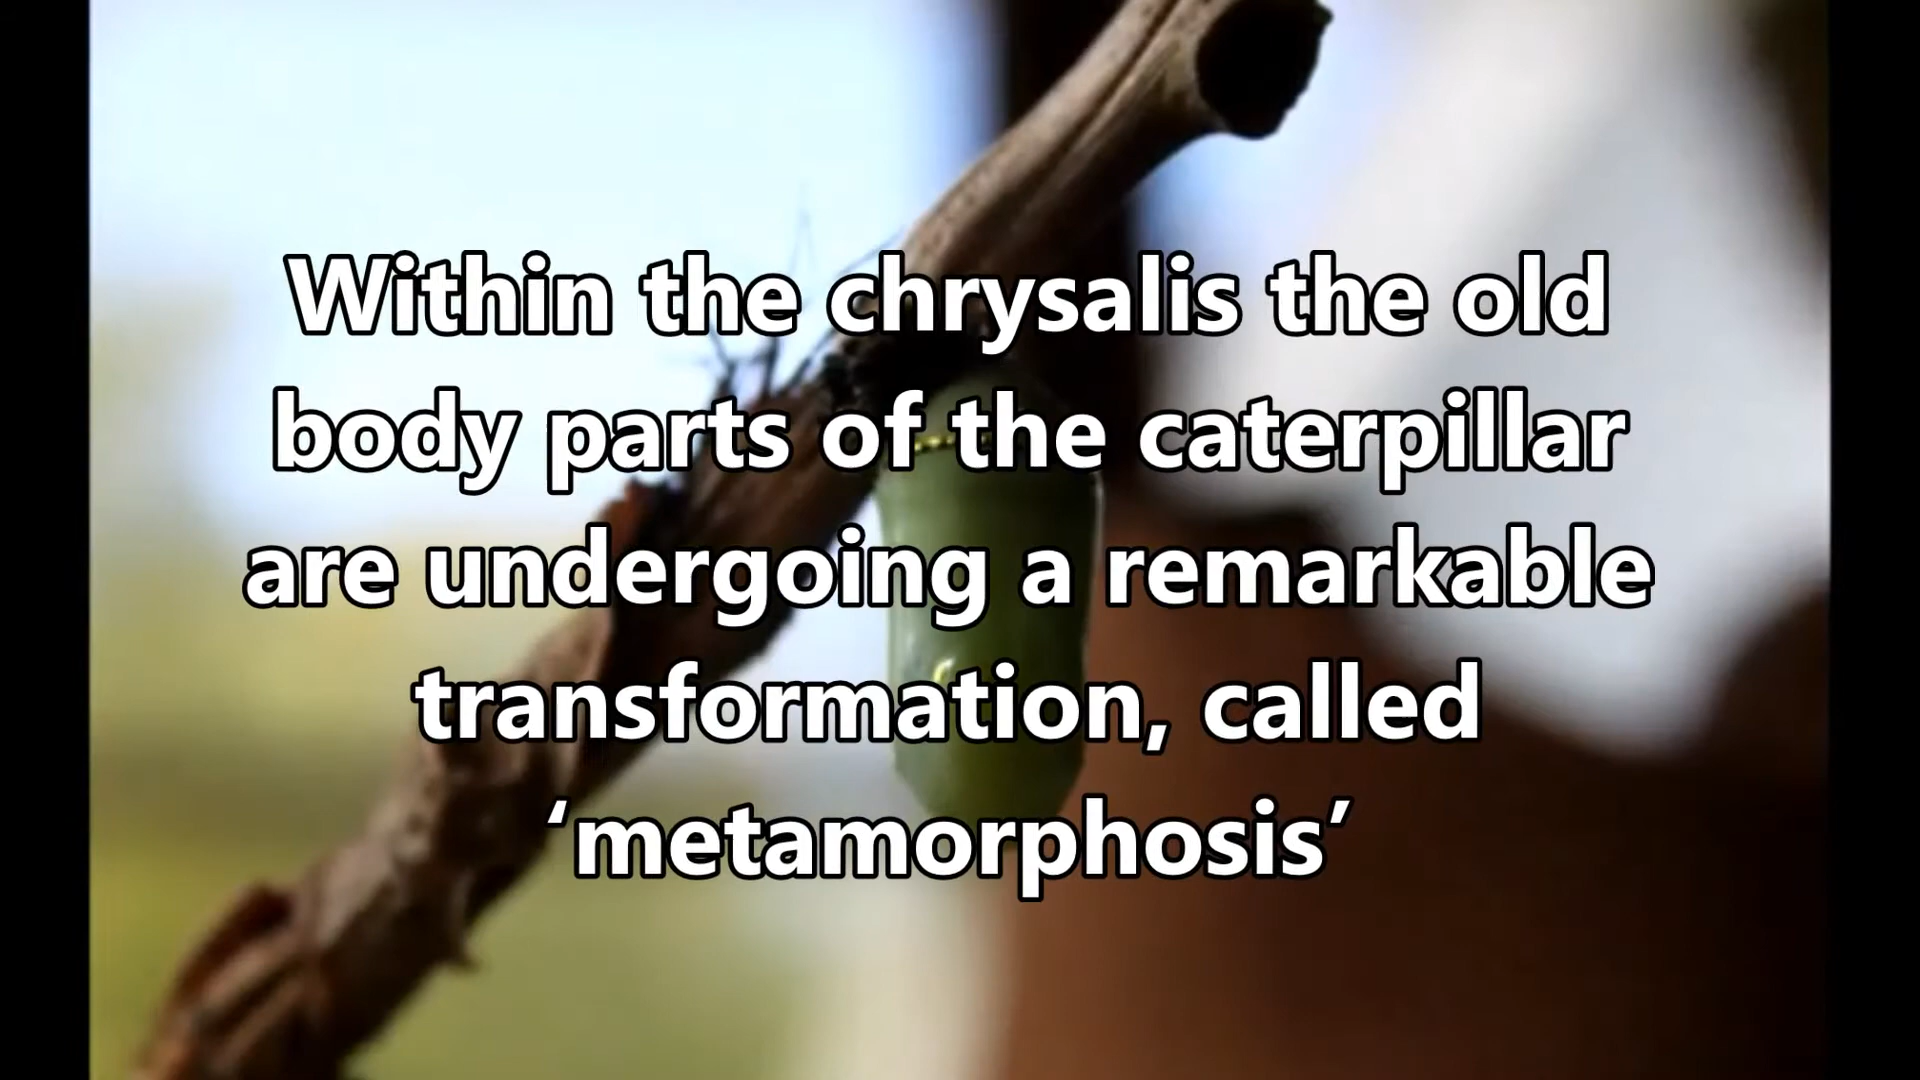 Within the chrysalis the old
body parts of the caterpillar
are undergoing a remarkable
transformation, called
‘metamorphosis’